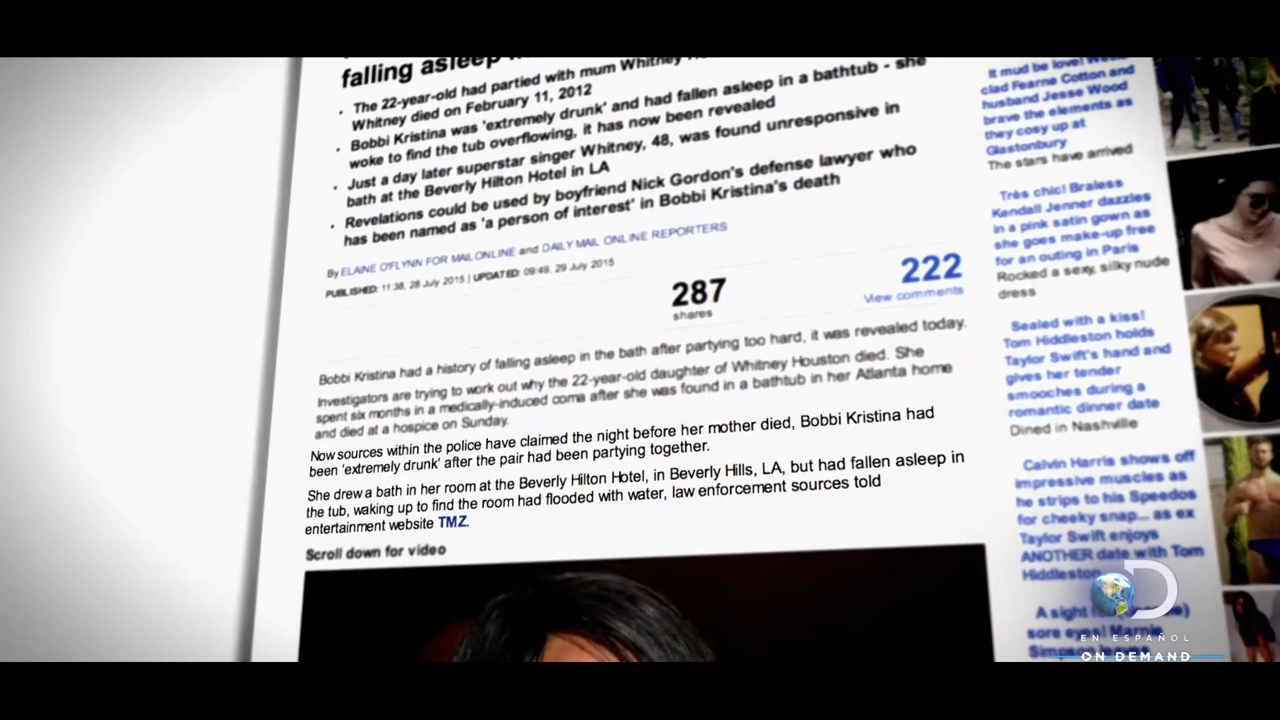 falling asleep
The 22-year-old had partied with mum Whitney
Whitney died on February 11, 2012
Bobbi Kristina was 'extremely drunk' and had fallen asleep in a bathtub - she
woke to find the tub overflowing, it has now been revealed
Just a day later superstar singer Whitney, 48, was found unresponsive in
bath at the Beverly Hilton Hotel in LA
Revelations could be used by boyfriend Nick Gordon's defense lawyer who
has been named as 'a person of interest' in Bobbi Kristina's death
By ELAINE O'FLYNN FOR MAILONLINE and DAILY MAIL ONLINE REPORTERS
PUBLISHED: 11:38, 28 July 2015 | UPDATED: 09:49, 29 July 2015
287
shares
222
View comments
Bobbi Kristina had a history of falling asleep in the bath after partying too hard, it was revealed today.
Investigators are trying to work out why the 22-year-old daughter of Whitney Houston died. She
spent six months in a medically-induced coma after she was found in a bathtub in her Atlanta home
and died at a hospice on Sunday.
Now sources within the police have claimed the night before her mother died, Bobbi Kristina had
been 'extremely drunk' after the pair had been partying together.
She drew a bath in her room at the Beverly Hilton Hotel, in Beverly Hills, LA, but had fallen asleep in
the tub, waking up to find the room had flooded with water, law enforcement sources told
entertainment website TMZ.
Scroll down for video
It mud be love!
clad Fearne Cotton and
husband Jesse Wood
brave the elements as
they cosy up at
Glastonbury
The stars have arrived
Très chic! Braless
Kendall Jenner dazzles
in a pink satin gown as
she goes make-up free
for an outing in Paris
Rocked a sexy, silky nude
dress
Sealed with a kiss!
Tom Hiddleston holds
Taylor Swift's hand and
gives her tender
smooches during a
romantic dinner date
Dined in Nashville
Calvin Harris shows off
impressive muscles as
he strips to his Speedos
for cheeky snap... as ex
Taylor Swift enjoys
ANOTHER date with Tom
Hiddleston
A sight
sore eyes! Marnie
Simpson
D
EN ESPAÑOL
ON DEMAND